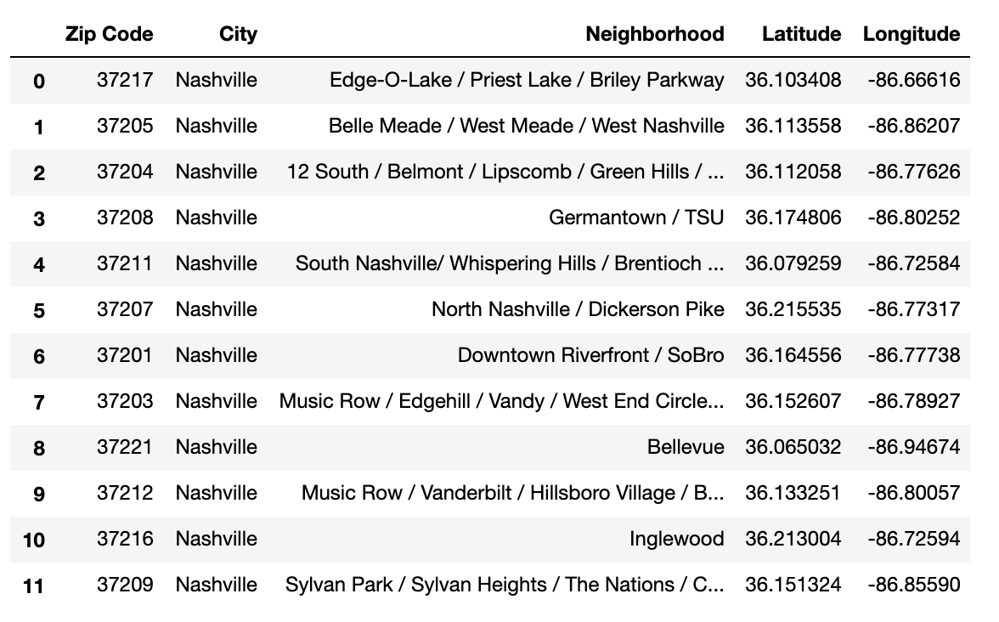 Zip Code City Neighborhood Latitude Longitude
0 37217 Nashville Edge-O-Lake / Priest Lake / Briley Parkway 36.103408 -86.66616
1 37205 Nashville Belle Meade / West Meade / West Nashville 36.113558 -86.86207
2 37204 Nashville 12 South / Belmont / Lipscomb / Green Hills / ... 36.112058 -86.77626
3 37208 Nashville Germantown / TSU 36.174806 -86.80252
4 37211 Nashville South Nashville/ Whispering Hills / Brentioch ... 36.079259 -86.72584
5 37207 Nashville North Nashville / Dickerson Pike 36.215535 -86.77317
6 37201 Nashville Downtown Riverfront / SoBro 36.164556 -86.77738
7 37203 Nashville Music Row / Edgehill / Vandy / West End Circle... 36.152607 -86.78927
8 37221 Nashville Bellevue 36.065032 -86.94674
9 37212 Nashville Music Row / Vanderbilt / Hillsboro Village / B... 36.133251 -86.80057
10 37216 Nashville Inglewood 36.213004 -86.72594
11 37209 Nashville Sylvan Park / Sylvan Heights / The Nations / C... 36.151324 -86.85590